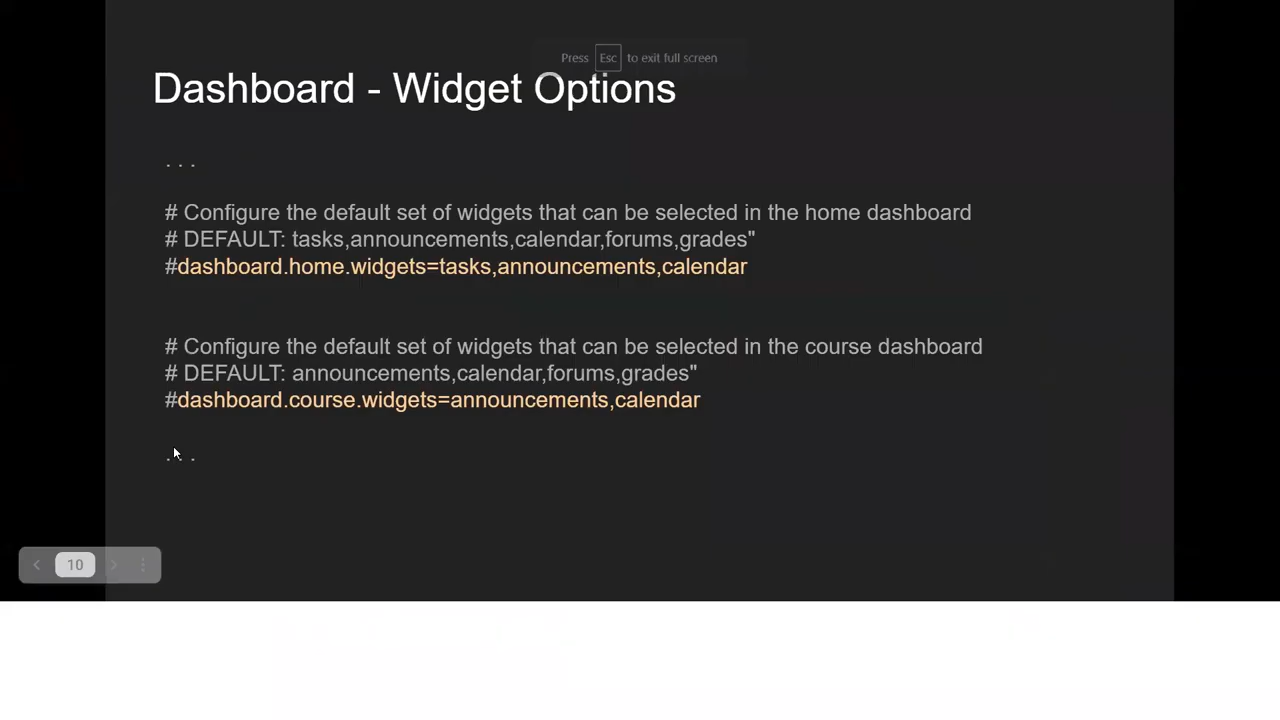 Press Esc to exit full screen
Dashboard - Widget Options
. . .
# Configure the default set of widgets that can be selected in the home dashboard
# DEFAULT: tasks,announcements,calendar,forums,grades"
#dashboard.home.widgets=tasks,announcements,calendar
# Configure the default set of widgets that can be selected in the course dashboard
# DEFAULT: announcements,calendar,forums,grades"
#dashboard.course.widgets=announcements,calendar
. . .
10